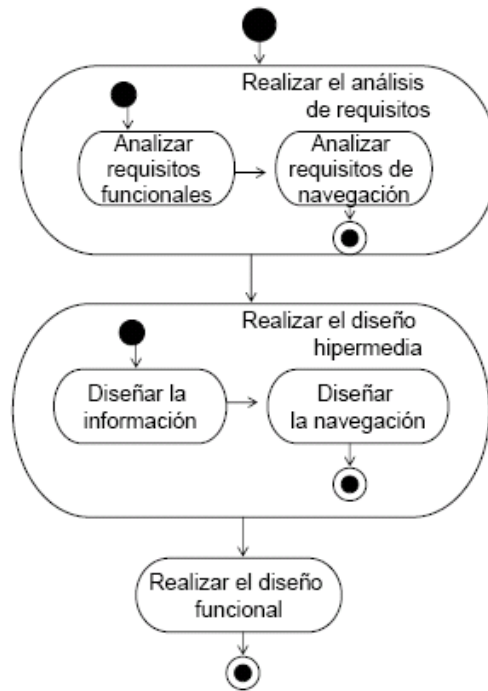 Realizar el análisis
de requisitos
Analizar
requisitos
funcionales
Analizar
requisitos de
navegación
Realizar el diseño
hipermedia
Diseñar la
información
Diseñar
la navegación
Realizar el diseño
funcional